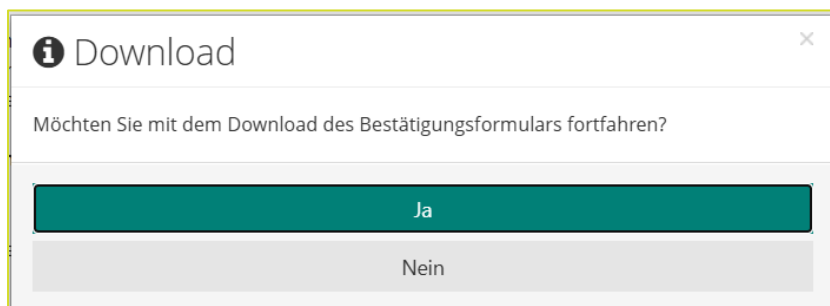 Download
×
Möchten Sie mit dem Download des Bestätigungsformulars fortfahren?
Ja
Nein